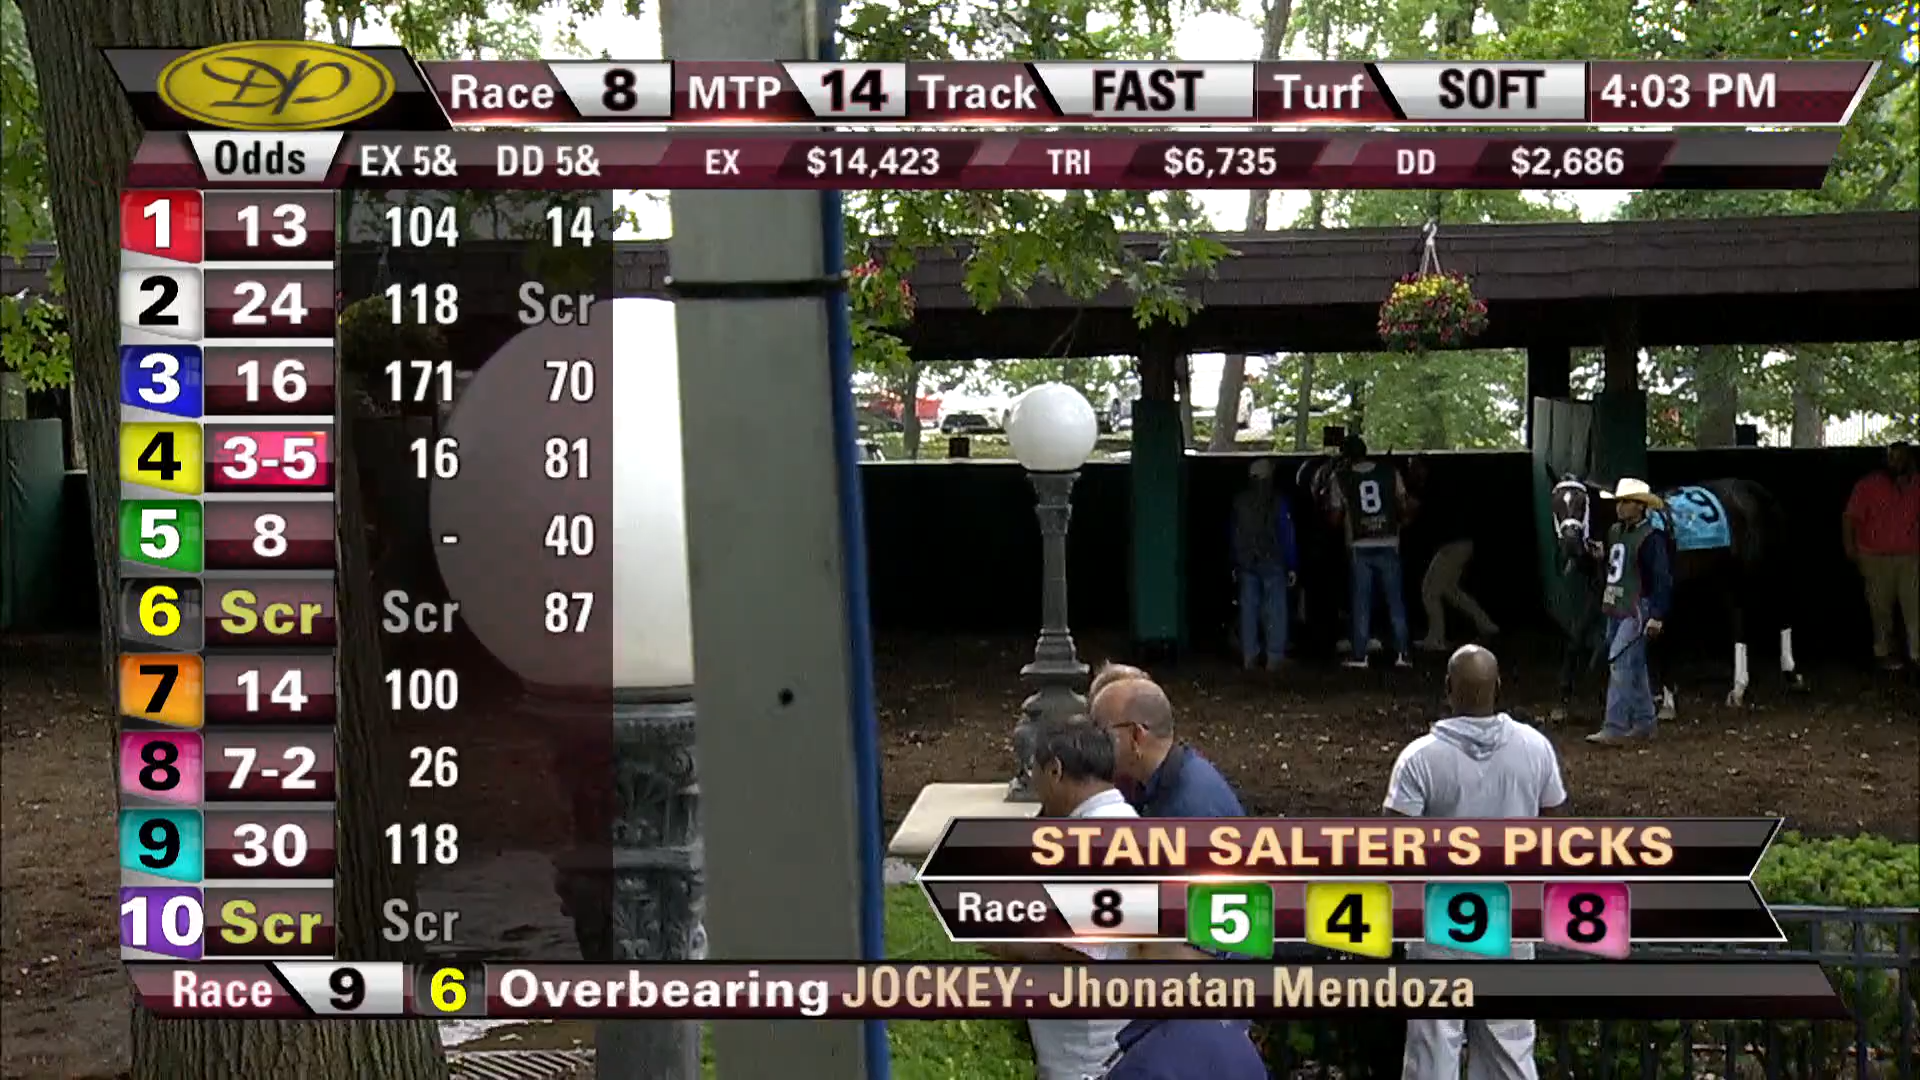 DP Race 8 MTP 14 Track FAST Turf SOFT 4:03 PM
Odds EX 5& DD 5& EX $14,423 TRI $6,735 DD $2,686
1 13 104 14
2 24 118 Scr
3 16 171 70
4 3-5 16 81
5 8 - 40
6 Scr Scr 87
7 14 100
8 7-2 26
9 30 118
10 Scr Scr
8
9
9
STAN SALTER'S PICKS
Race 8 5 4 9 8
Race 9 6 Overbearing JOCKEY: Jhonatan Mendoza